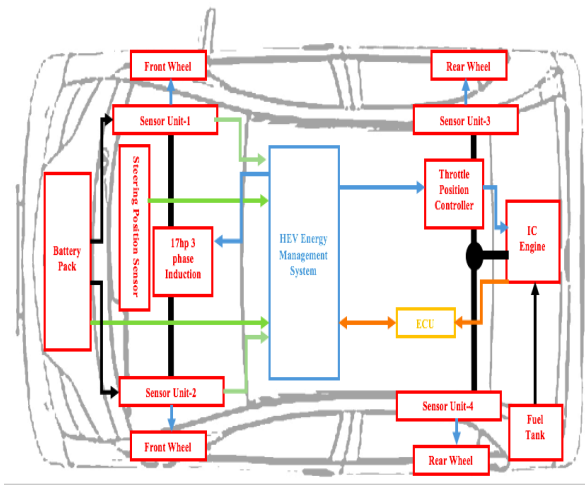 Front Wheel
Rear Wheel
Sensor Unit-1
Sensor Unit-3
Steering Position Sensor
Throttle
Position
Controller
Battery
Pack
17hp 3
phase
Induction
HEV Energy
Management
System
IC
Engine
ECU
Sensor Unit-2
Sensor Unit-4
Fuel
Tank
Front Wheel
Rear Wheel